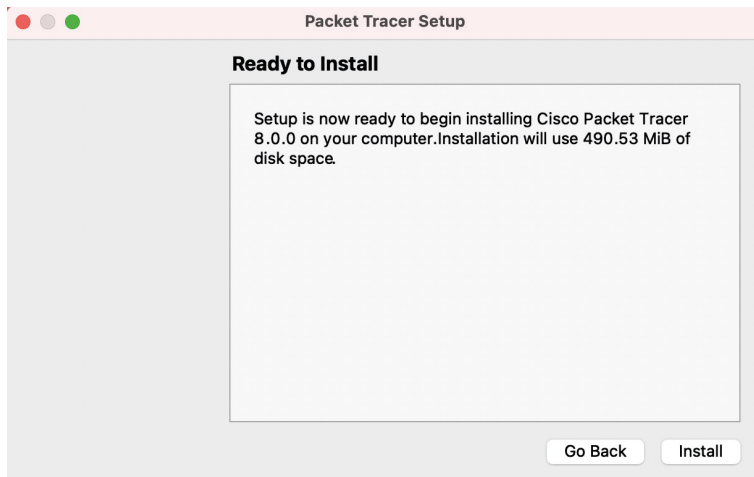 Packet Tracer Setup
Ready to Install
Setup is now ready to begin installing Cisco Packet Tracer
8.0.0 on your computer.Installation will use 490.53 MiB of
disk space.
Go Back
Install